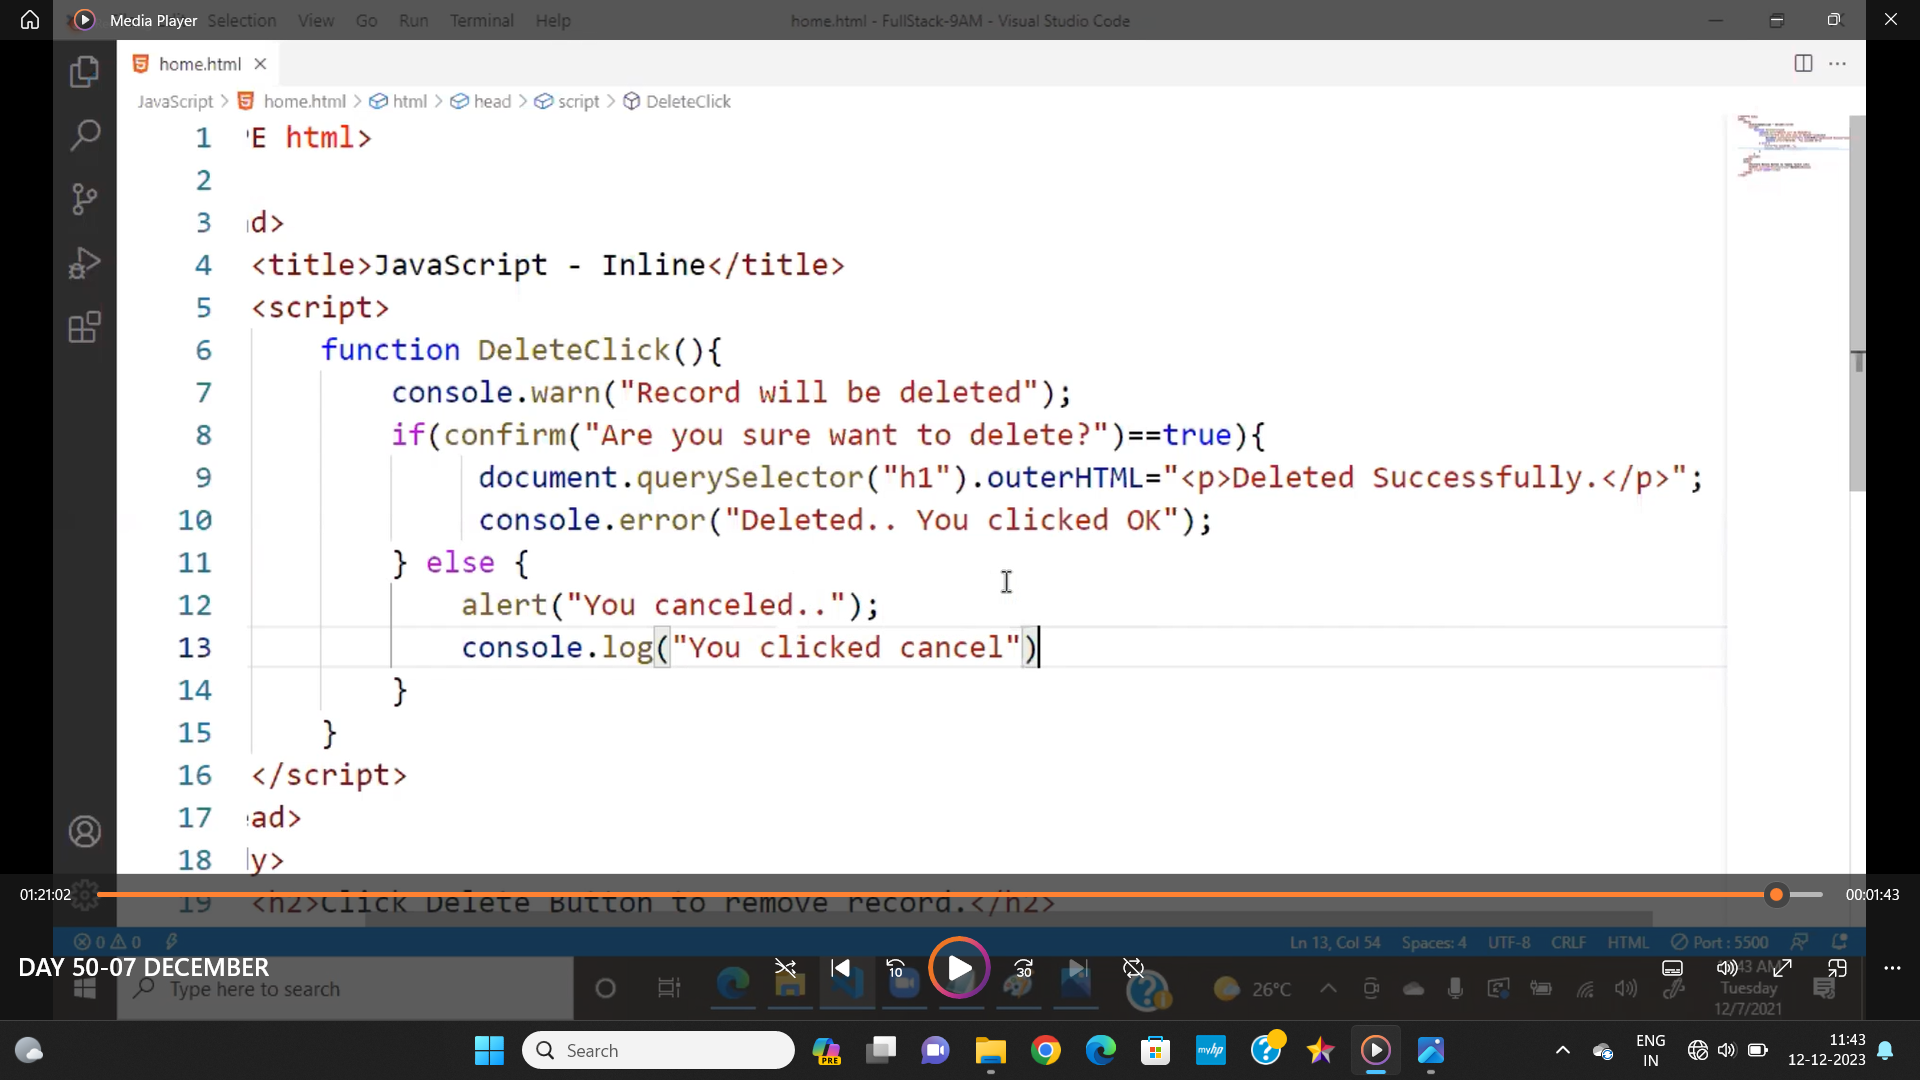 Media Player
Selection View Go Run Terminal Help
home.html - FullStack-9AM - Visual Studio Code
home.html
JavaScript > home.html > html > head > script > DeleteClick
1 E html>
2
3 d>
4 <title>JavaScript - Inline</title>
5 <script>
6 function DeleteClick(){
7 console.warn("Record will be deleted");
8 if(confirm("Are you sure want to delete?")==true){
9 document.querySelector("h1").outerHTML="<p>Deleted Successfully.</p>";
10 console.error("Deleted.. You clicked OK");
11 } else {
12 alert("You canceled..");
13 console.log("You clicked cancel")
14 }
15 }
16 </script>
17 ad>
18 y>
19 <h2>Click Delete Button to remove record.</h2>
01:21:02
00:01:43
0 0
Ln 13, Col 54 Spaces: 4 UTF-8 CRLF HTML Port : 5500
DAY 50-07 DECEMBER
10
30
Type here to search
26°C
43 AM
Tuesday
12/7/2021
Search
PRE
myhp
ENG
IN
11:43
12-12-2023